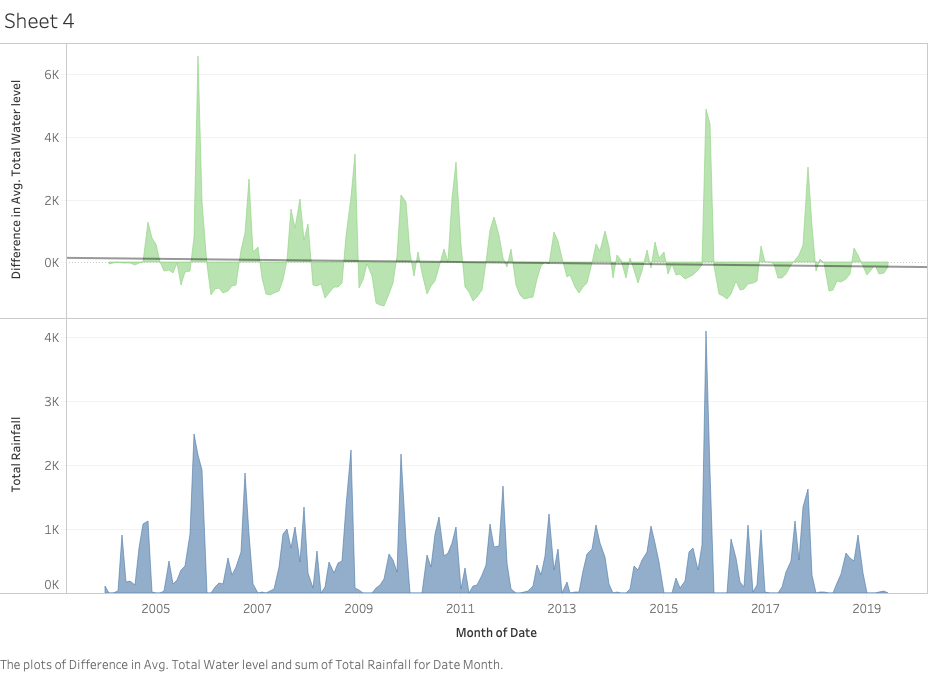 Sheet 4
6K
4K
2K
0K
Difference in Avg. Total Water level
4K
3K
2K
1K
0K
Total Rainfall
2005 2007 2009 2011 2013 2015 2017 2019
Month of Date
The plots of Difference in Avg. Total Water level and sum of Total Rainfall for Date Month.